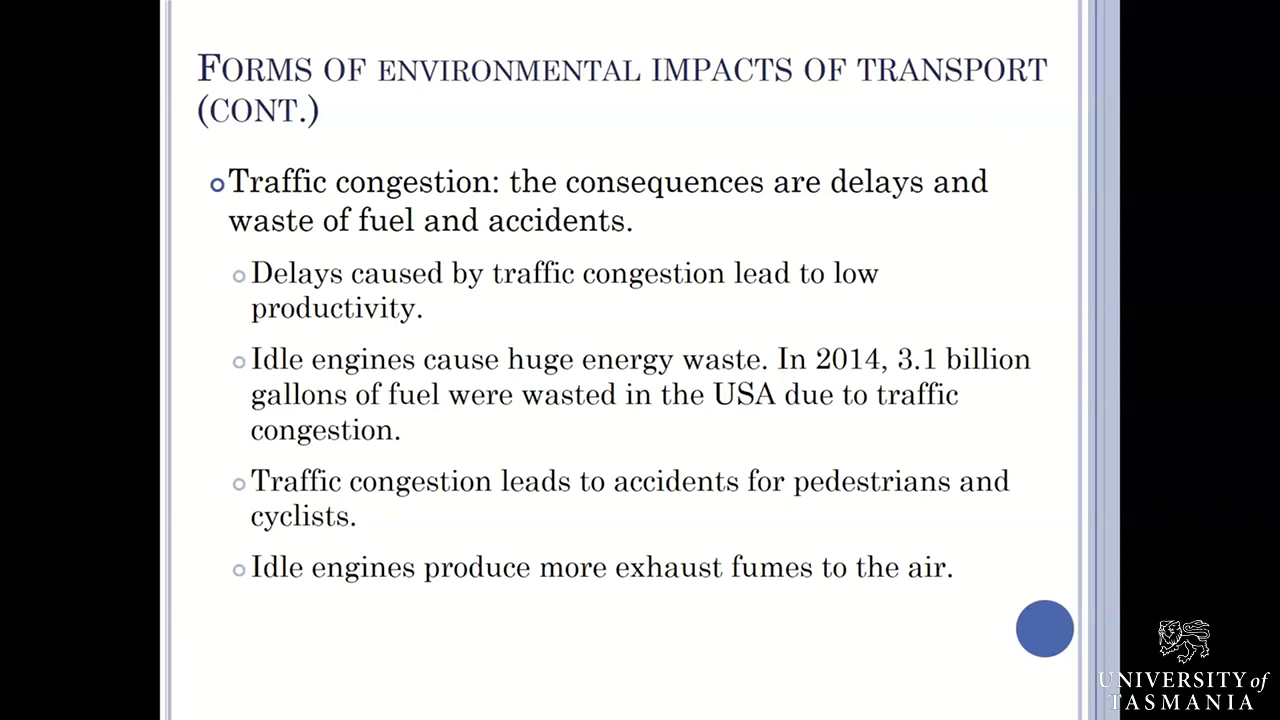 FORMS OF ENVIRONMENTAL IMPACTS OF TRANSPORT
(CONT.)
Traffic congestion: the consequences are delays and
waste of fuel and accidents.
Delays caused by traffic congestion lead to low
productivity.
Idle engines cause huge energy waste. In 2014, 3.1 billion
gallons of fuel were wasted in the USA due to traffic
congestion.
Traffic congestion leads to accidents for pedestrians and
cyclists.
Idle engines produce more exhaust fumes to the air.
UNIVERSITY of
TASMANIA